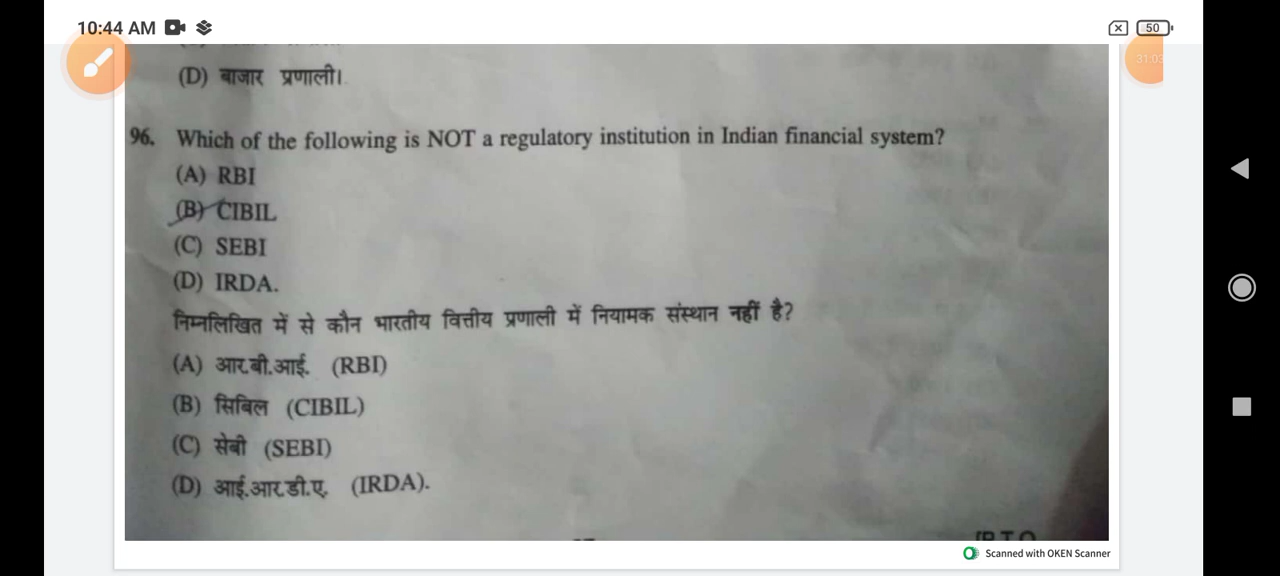 10:44 AM
50
31:03
(D) बाजार प्रणाली।
96. Which of the following is NOT a regulatory institution in Indian financial system?
(A) RBI
(B) CIBIL
(C) SEBI
(D) IRDA.
निम्नलिखित में से कौन भारतीय वित्तीय प्रणाली में नियामक संस्थान नहीं है?
(A) आर.बी.आई. (RBI)
(B) सिबिल (CIBIL)
(C) सेबी (SEBI)
(D) आई.आर.डी.ए. (IRDA).
Scanned with OKEN Scanner